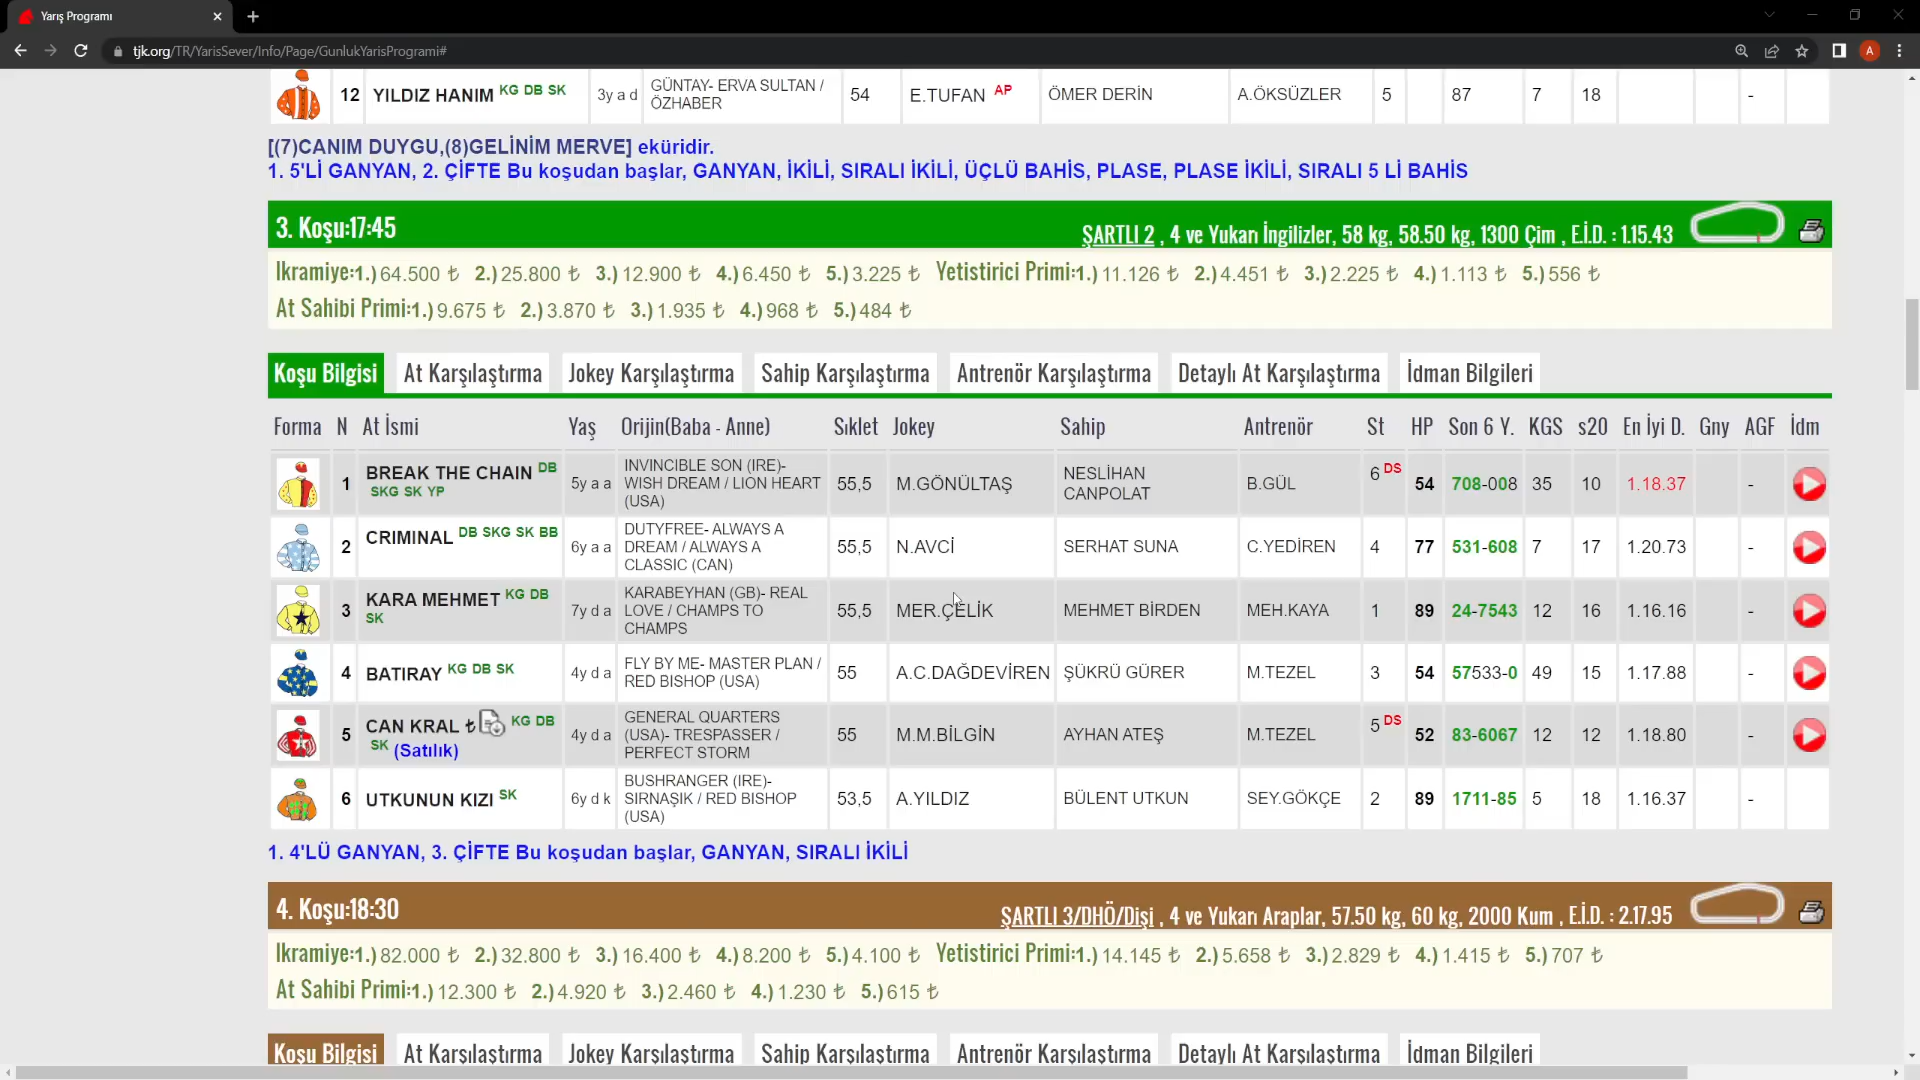 Yarış Programı
tjk.org/TR/YarisSever/Info/Page/GunlukYarisProgrami#
A
12 YILDIZ HANIM KG DB SK 3y a d GÜNTAY- ERVA SULTAN / ÖZHABER 54 E.TUFAN AP ÖMER DERİN A.ÖKSÜZLER 5 87 7 18 -
[(7)CANIM DUYGU,(8)GELİNİM MERVE] eküridir.
1. 5'Lİ GANYAN, 2. ÇİFTE Bu koşudan başlar, GANYAN, İKİLİ, SIRALI İKİLİ, ÜÇLÜ BAHİS, PLASE, PLASE İKİLİ, SIRALI 5 Lİ BAHİS
3. Koşu:17:45 ŞARTLI 2 , 4 ve Yukarı İngilizler, 58 kg, 58.50 kg, 1300 Çim , E.İ.D. : 1.15.43
Ikramiye:1.) 64.500 ₺ 2.) 25.800 ₺ 3.) 12.900 ₺ 4.) 6.450 ₺ 5.) 3.225 ₺ Yetistirici Primi:1.) 11.126 ₺ 2.) 4.451 ₺ 3.) 2.225 ₺ 4.) 1.113 ₺ 5.) 556 ₺
At Sahibi Primi:1.) 9.675 ₺ 2.) 3.870 ₺ 3.) 1.935 ₺ 4.) 968 ₺ 5.) 484 ₺
Koşu Bilgisi At Karşılaştırma Jokey Karşılaştırma Sahip Karşılaştırma Antrenör Karşılaştırma Detaylı At Karşılaştırma İdman Bilgileri
Forma N At İsmi Yaş Orijin(Baba - Anne) Sıklet Jokey Sahip Antrenör St HP Son 6 Y. KGS s20 En İyi D. Gny AGF İdm
1 BREAK THE CHAIN DB SKG SK YP 5y a a INVINCIBLE SON (IRE)- WISH DREAM / LION HEART (USA) 55,5 M.GÖNÜLTAŞ NESLİHAN CANPOLAT B.GÜL 6 DS 54 708-008 35 10 1.18.37 -
2 CRIMINAL DB SKG SK BB 6y a a DUTYFREE- ALWAYS A DREAM / ALWAYS A CLASSIC (CAN) 55,5 N.AVCİ SERHAT SUNA C.YEDİREN 4 77 531-608 7 17 1.20.73 -
3 KARA MEHMET KG DB SK 7y d a KARABEYHAN (GB)- REAL LOVE / CHAMPS TO CHAMPS 55,5 MER.ÇELİK MEHMET BİRDEN MEH.KAYA 1 89 24-7543 12 16 1.16.16 -
4 BATIRAY KG DB SK 4y d a FLY BY ME- MASTER PLAN / RED BISHOP (USA) 55 A.C.DAĞDEVİREN ŞÜKRÜ GÜRER M.TEZEL 3 54 57533-0 49 15 1.17.88 -
5 CAN KRAL ₺ KG DB SK (Satılık) 4y d a GENERAL QUARTERS (USA)- TRESPASSER / PERFECT STORM 55 M.M.BİLGİN AYHAN ATEŞ M.TEZEL 5 DS 52 83-6067 12 12 1.18.80 -
6 UTKUNUN KIZI SK 6y d k BUSHRANGER (IRE)- SIRNAŞIK / RED BISHOP (USA) 53,5 A.YILDIZ BÜLENT UTKUN SEY.GÖKÇE 2 89 1711-85 5 18 1.16.37 -
1. 4'LÜ GANYAN, 3. ÇİFTE Bu koşudan başlar, GANYAN, SIRALI İKİLİ
4. Koşu:18:30 ŞARTLI 3/DHÖ/Dişi , 4 ve Yukarı Araplar, 57.50 kg, 60 kg, 2000 Kum , E.İ.D. : 2.17.95
Ikramiye:1.) 82.000 ₺ 2.) 32.800 ₺ 3.) 16.400 ₺ 4.) 8.200 ₺ 5.) 4.100 ₺ Yetistirici Primi:1.) 14.145 ₺ 2.) 5.658 ₺ 3.) 2.829 ₺ 4.) 1.415 ₺ 5.) 707 ₺
At Sahibi Primi:1.) 12.300 ₺ 2.) 4.920 ₺ 3.) 2.460 ₺ 4.) 1.230 ₺ 5.) 615 ₺
Koşu Bilgisi At Karşılaştırma Jokey Karşılaştırma Sahip Karşılaştırma Antrenör Karşılaştırma Detaylı At Karşılaştırma İdman Bilgileri